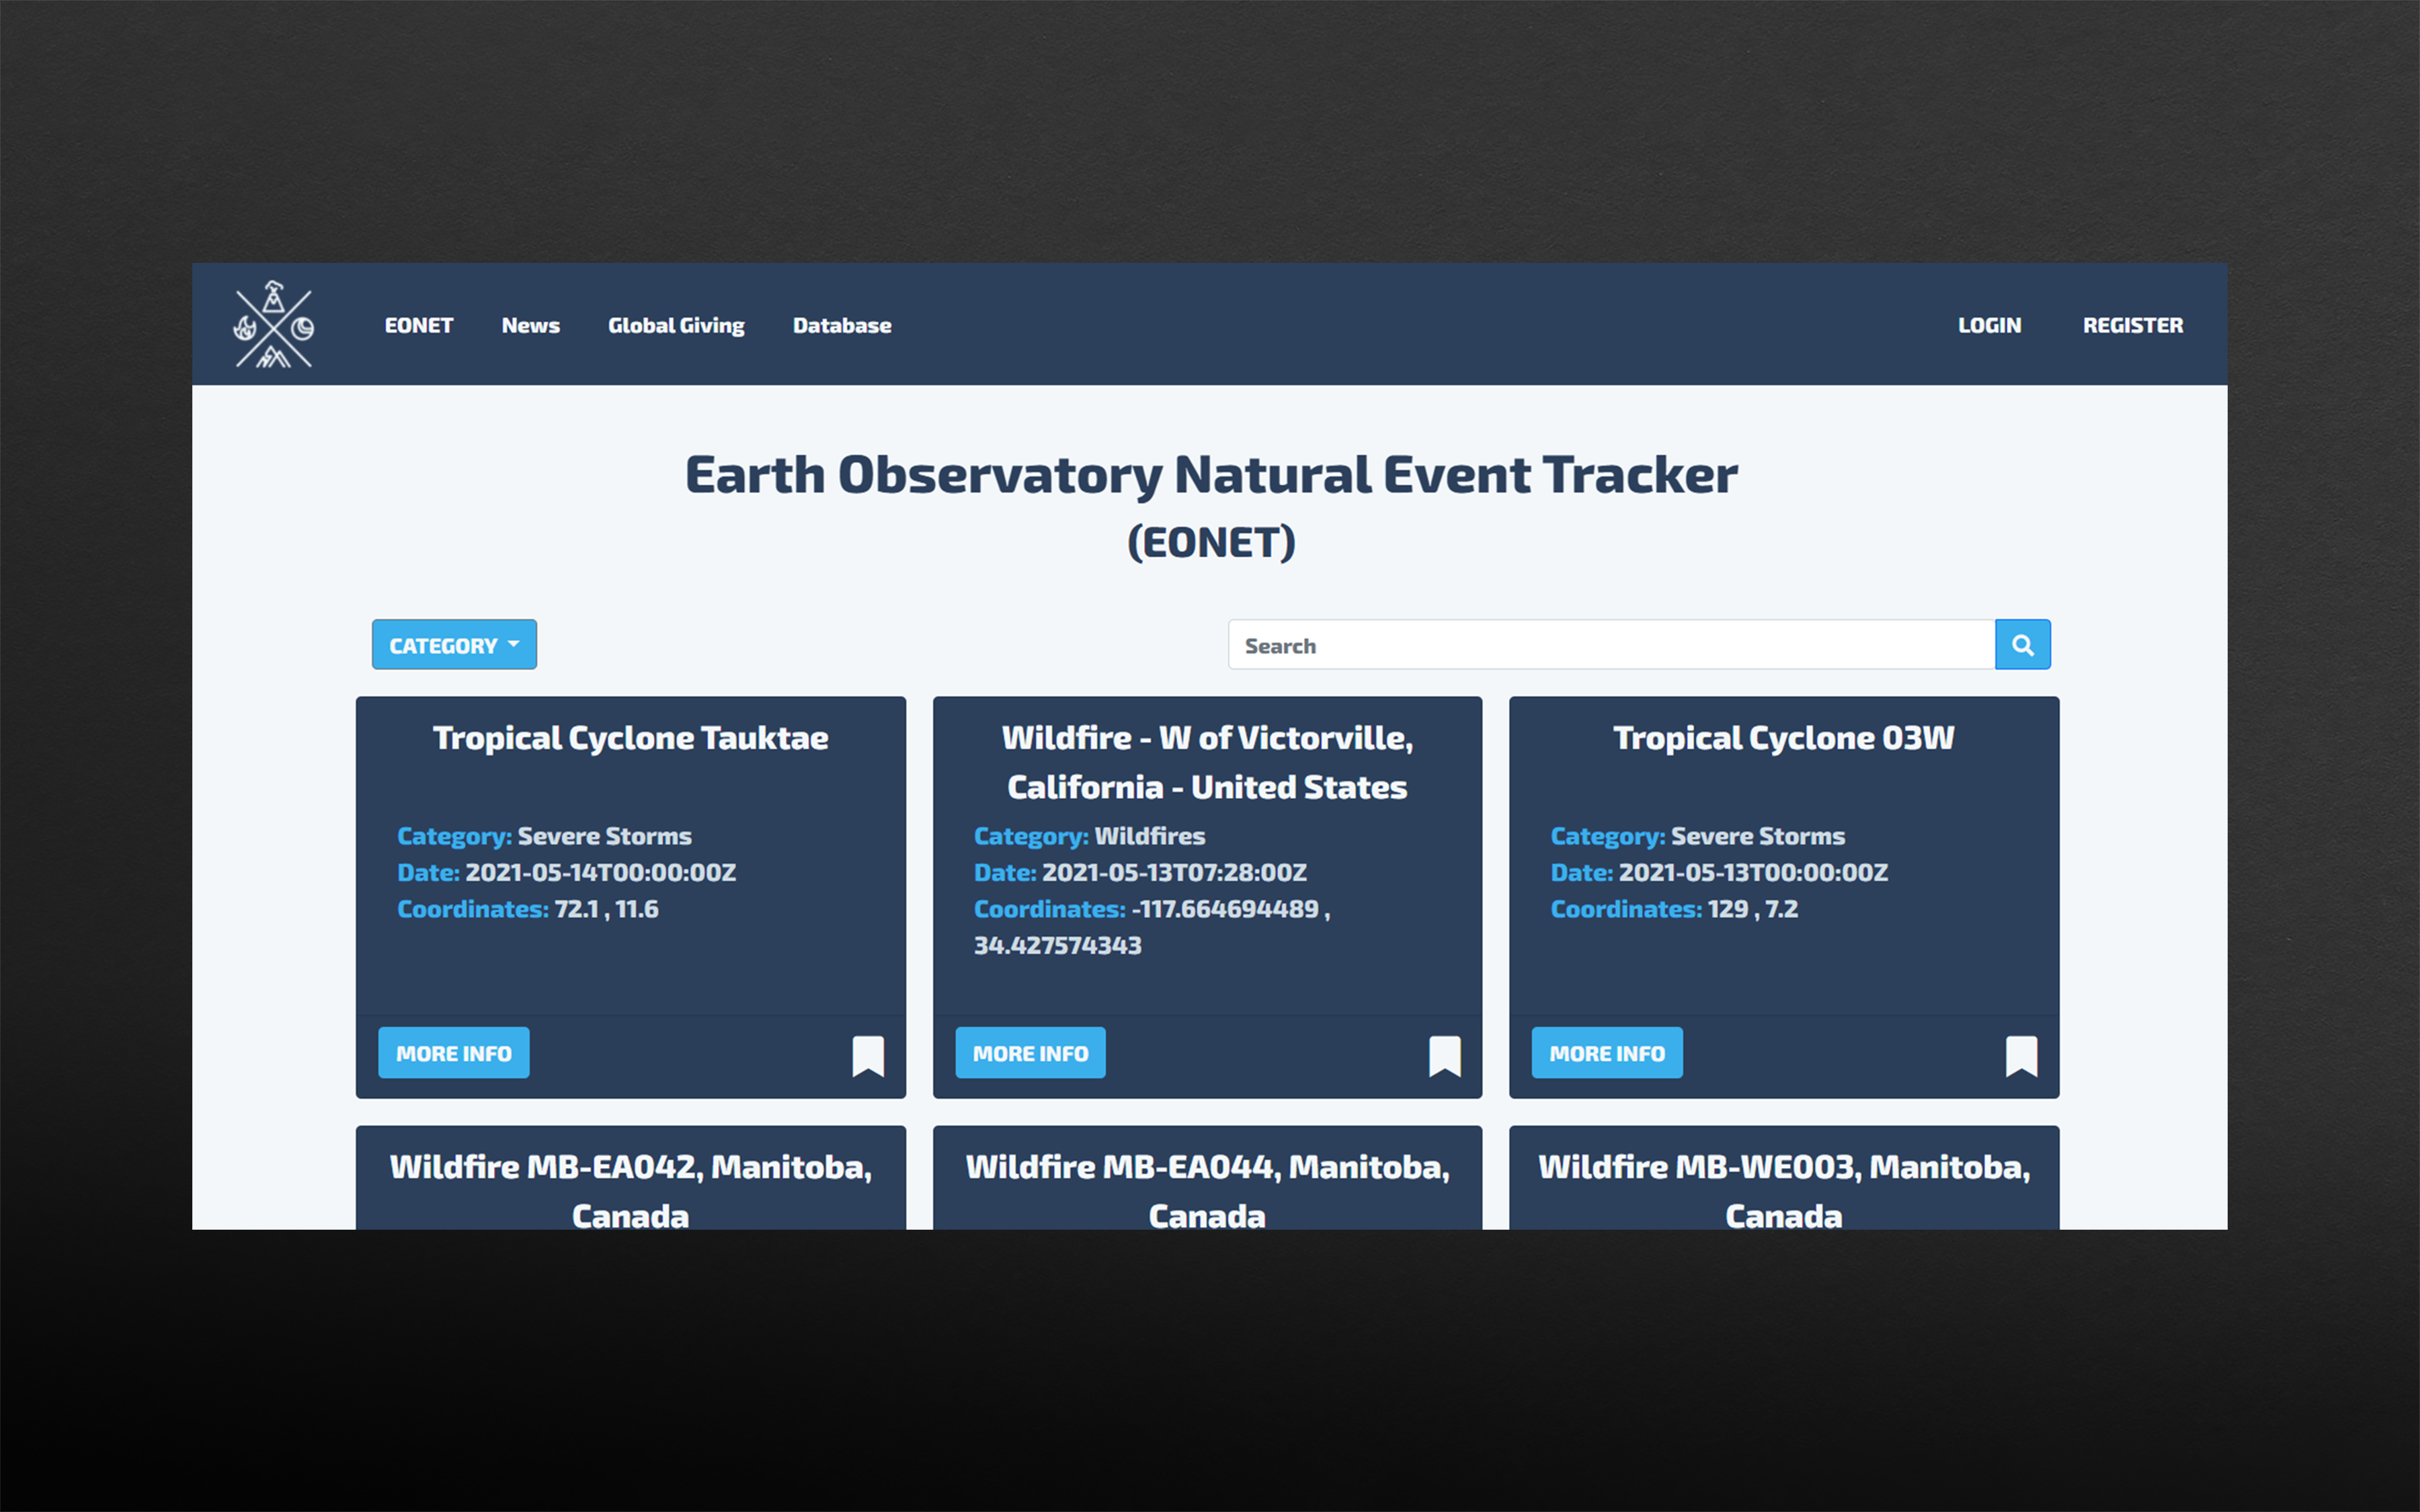 EONET News Global Giving Database LOGIN REGISTER
Earth Observatory Natural Event Tracker
(EONET)
CATEGORY
Search
Tropical Cyclone Tauktae
Category: Severe Storms
Date: 2021-05-14T00:00:00Z
Coordinates: 72.1 , 11.6
MORE INFO
Wildfire - W of Victorville,
California - United States
Category: Wildfires
Date: 2021-05-13T07:28:00Z
Coordinates: -117.664694489 ,
34.427574343
MORE INFO
Tropical Cyclone 03W
Category: Severe Storms
Date: 2021-05-13T00:00:00Z
Coordinates: 129 , 7.2
MORE INFO
Wildfire MB-EA042, Manitoba,
Canada
Wildfire MB-EA044, Manitoba,
Canada
Wildfire MB-WE003, Manitoba,
Canada